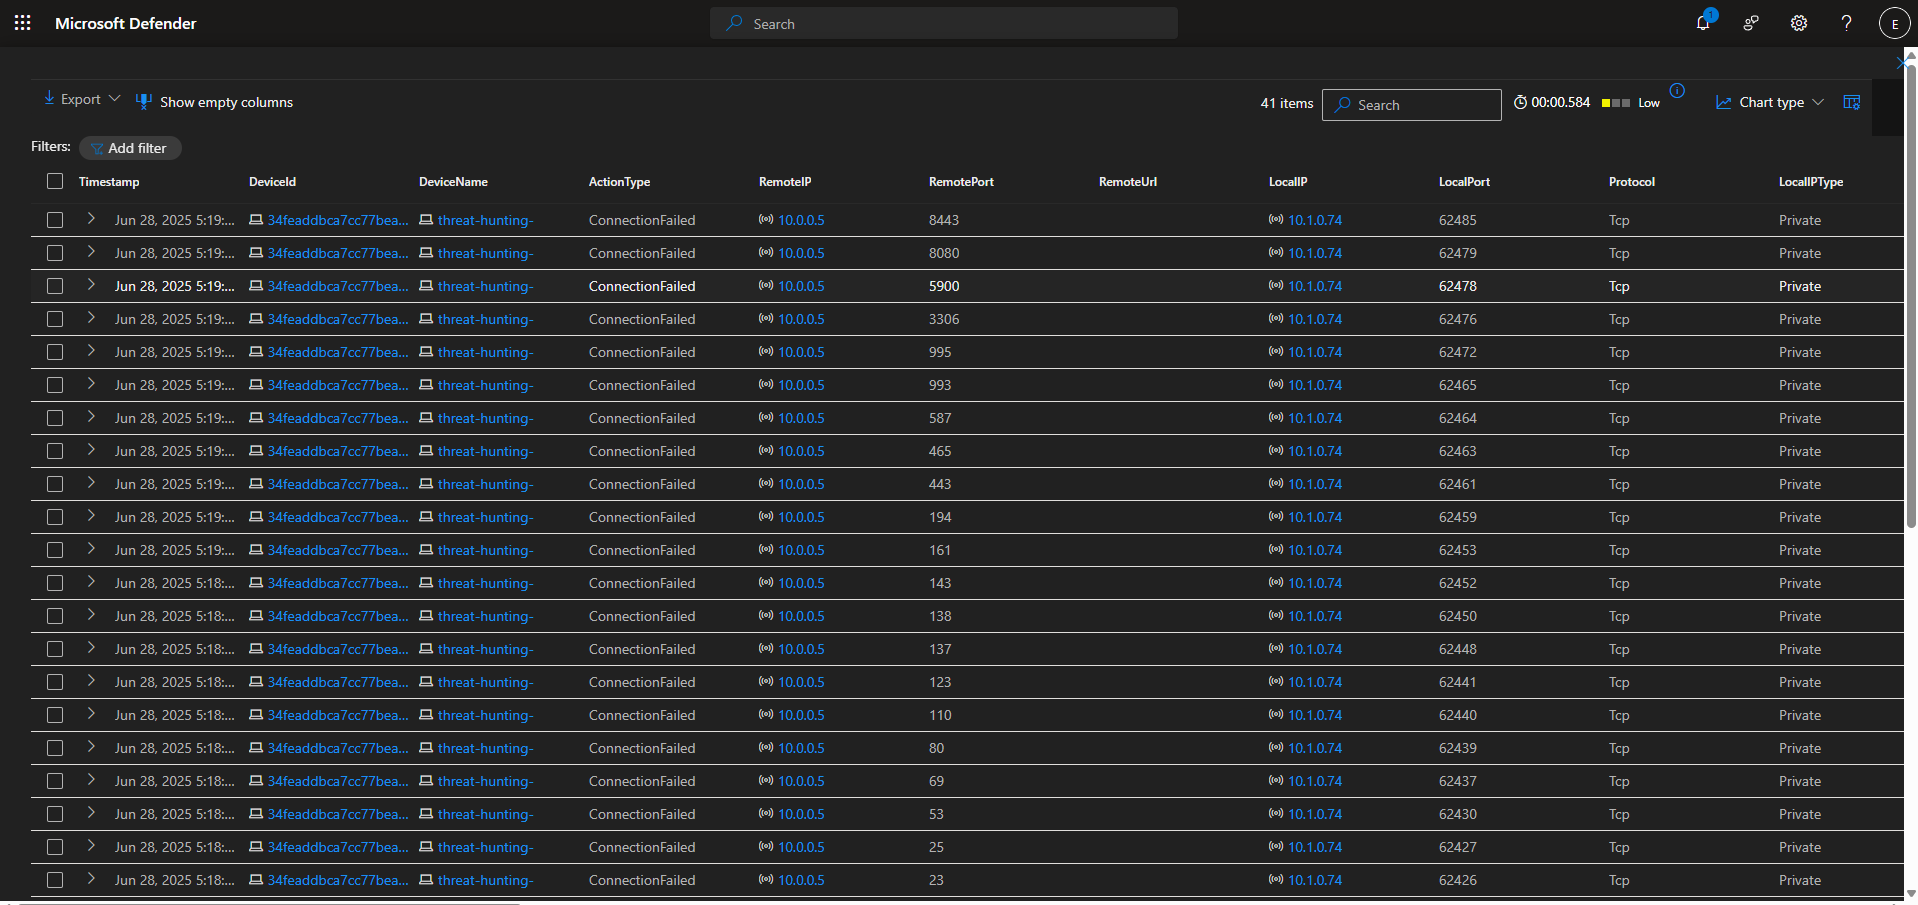 Microsoft Defender
Search
1
E
Export
Show empty columns
41 items
Search
00:00.584
Low
Chart type
Filters:
Add filter
Timestamp DeviceId DeviceName ActionType RemoteIP RemotePort RemoteUrl LocalIP LocalPort Protocol LocalIPType
Jun 28, 2025 5:19:... 34feaddbca7cc77bea... threat-hunting- ConnectionFailed 10.0.0.5 8443 10.1.0.74 62485 Tcp Private
Jun 28, 2025 5:19:... 34feaddbca7cc77bea... threat-hunting- ConnectionFailed 10.0.0.5 8080 10.1.0.74 62479 Tcp Private
Jun 28, 2025 5:19:... 34feaddbca7cc77bea... threat-hunting- ConnectionFailed 10.0.0.5 5900 10.1.0.74 62478 Tcp Private
Jun 28, 2025 5:19:... 34feaddbca7cc77bea... threat-hunting- ConnectionFailed 10.0.0.5 3306 10.1.0.74 62476 Tcp Private
Jun 28, 2025 5:19:... 34feaddbca7cc77bea... threat-hunting- ConnectionFailed 10.0.0.5 995 10.1.0.74 62472 Tcp Private
Jun 28, 2025 5:19:... 34feaddbca7cc77bea... threat-hunting- ConnectionFailed 10.0.0.5 993 10.1.0.74 62465 Tcp Private
Jun 28, 2025 5:19:... 34feaddbca7cc77bea... threat-hunting- ConnectionFailed 10.0.0.5 587 10.1.0.74 62464 Tcp Private
Jun 28, 2025 5:19:... 34feaddbca7cc77bea... threat-hunting- ConnectionFailed 10.0.0.5 465 10.1.0.74 62463 Tcp Private
Jun 28, 2025 5:19:... 34feaddbca7cc77bea... threat-hunting- ConnectionFailed 10.0.0.5 443 10.1.0.74 62461 Tcp Private
Jun 28, 2025 5:19:... 34feaddbca7cc77bea... threat-hunting- ConnectionFailed 10.0.0.5 194 10.1.0.74 62459 Tcp Private
Jun 28, 2025 5:19:... 34feaddbca7cc77bea... threat-hunting- ConnectionFailed 10.0.0.5 161 10.1.0.74 62453 Tcp Private
Jun 28, 2025 5:18:... 34feaddbca7cc77bea... threat-hunting- ConnectionFailed 10.0.0.5 143 10.1.0.74 62452 Tcp Private
Jun 28, 2025 5:18:... 34feaddbca7cc77bea... threat-hunting- ConnectionFailed 10.0.0.5 138 10.1.0.74 62450 Tcp Private
Jun 28, 2025 5:18:... 34feaddbca7cc77bea... threat-hunting- ConnectionFailed 10.0.0.5 137 10.1.0.74 62448 Tcp Private
Jun 28, 2025 5:18:... 34feaddbca7cc77bea... threat-hunting- ConnectionFailed 10.0.0.5 123 10.1.0.74 62441 Tcp Private
Jun 28, 2025 5:18:... 34feaddbca7cc77bea... threat-hunting- ConnectionFailed 10.0.0.5 110 10.1.0.74 62440 Tcp Private
Jun 28, 2025 5:18:... 34feaddbca7cc77bea... threat-hunting- ConnectionFailed 10.0.0.5 80 10.1.0.74 62439 Tcp Private
Jun 28, 2025 5:18:... 34feaddbca7cc77bea... threat-hunting- ConnectionFailed 10.0.0.5 69 10.1.0.74 62437 Tcp Private
Jun 28, 2025 5:18:... 34feaddbca7cc77bea... threat-hunting- ConnectionFailed 10.0.0.5 53 10.1.0.74 62430 Tcp Private
Jun 28, 2025 5:18:... 34feaddbca7cc77bea... threat-hunting- ConnectionFailed 10.0.0.5 25 10.1.0.74 62427 Tcp Private
Jun 28, 2025 5:18:... 34feaddbca7cc77bea... threat-hunting- ConnectionFailed 10.0.0.5 23 10.1.0.74 62426 Tcp Private